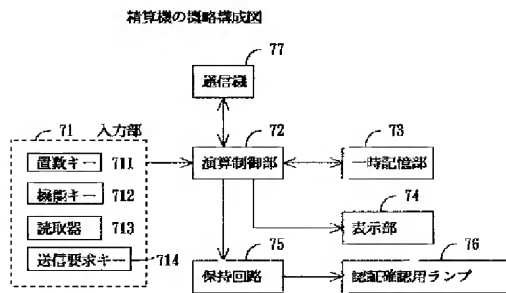 精算機の概略構成図
77
通信機
71 入力部
72
73
置数キー 711
演算制御部
一時記憶部
機能キー 712
74
読取器 713
表示部
送信要求キー 714
75
76
保持回路
認証確認用ランプ